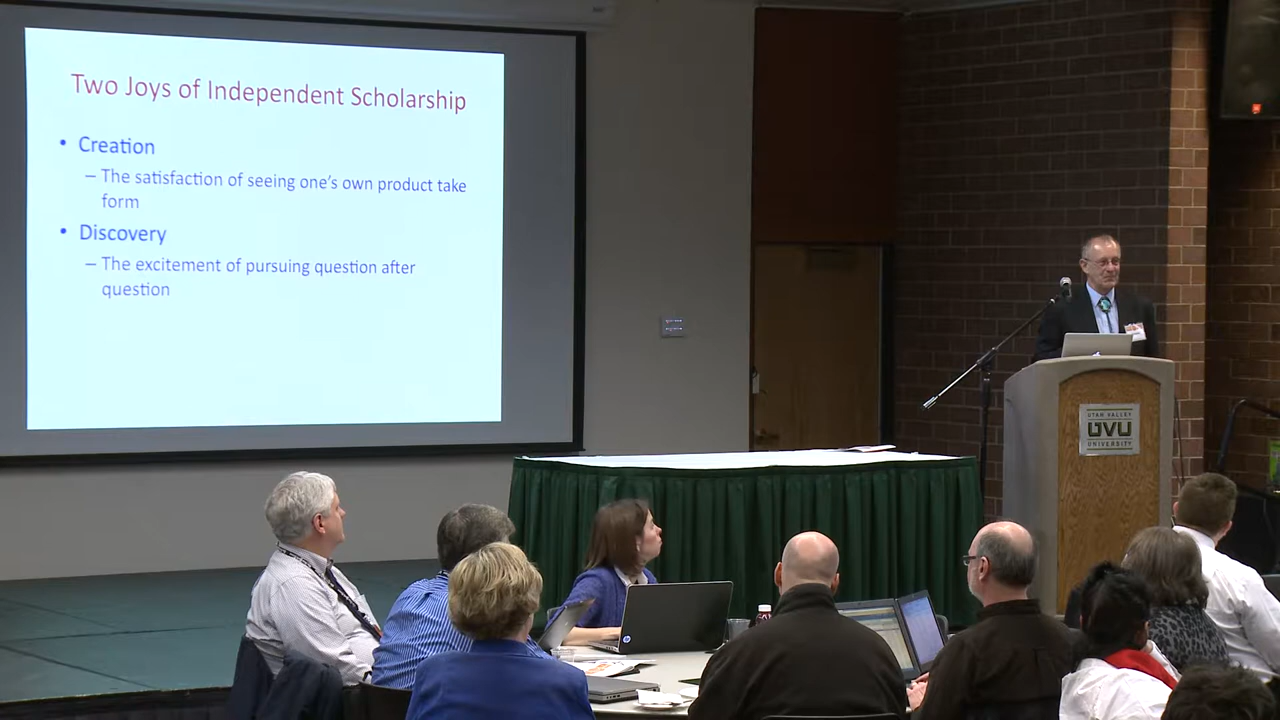 Two Joys of Independent Scholarship
• Creation
– The satisfaction of seeing one's own product take
form
• Discovery
– The excitement of pursuing question after
question
UTAH VALLEY
UVU
UNIVERSITY
hp